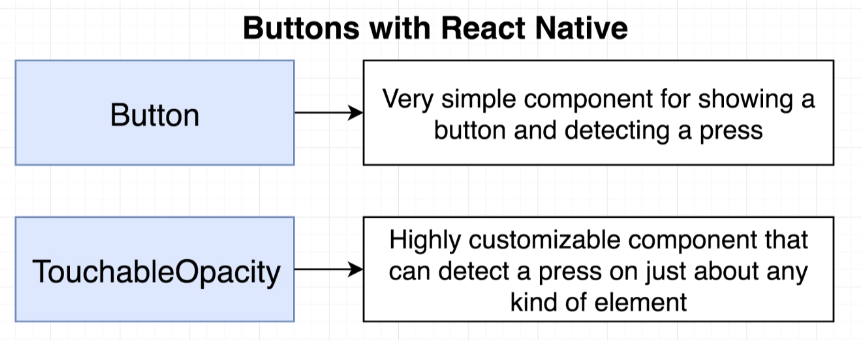 Buttons with React Native
Button
Very simple component for showing a
button and detecting a press
TouchableOpacity
Highly customizable component that
can detect a press on just about any
kind of element